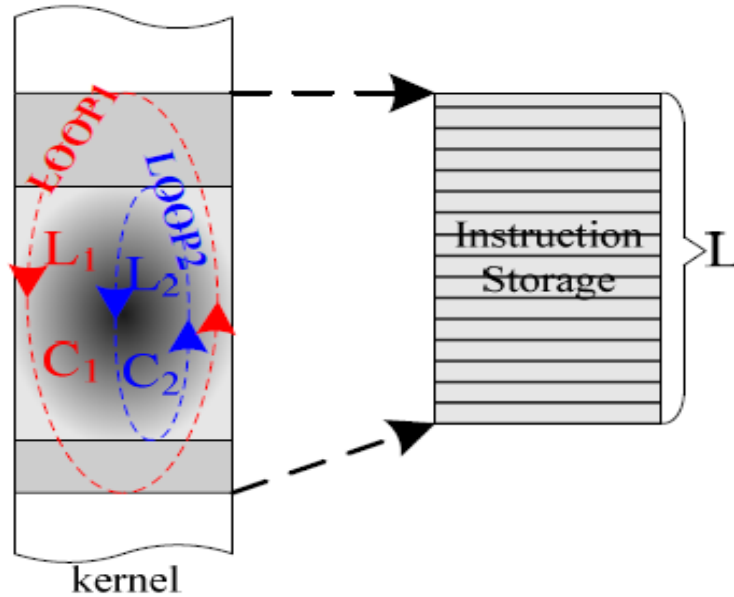 LOOP1
LOOP2
L1
L2
C1
C2
kernel
Instruction
Storage
L